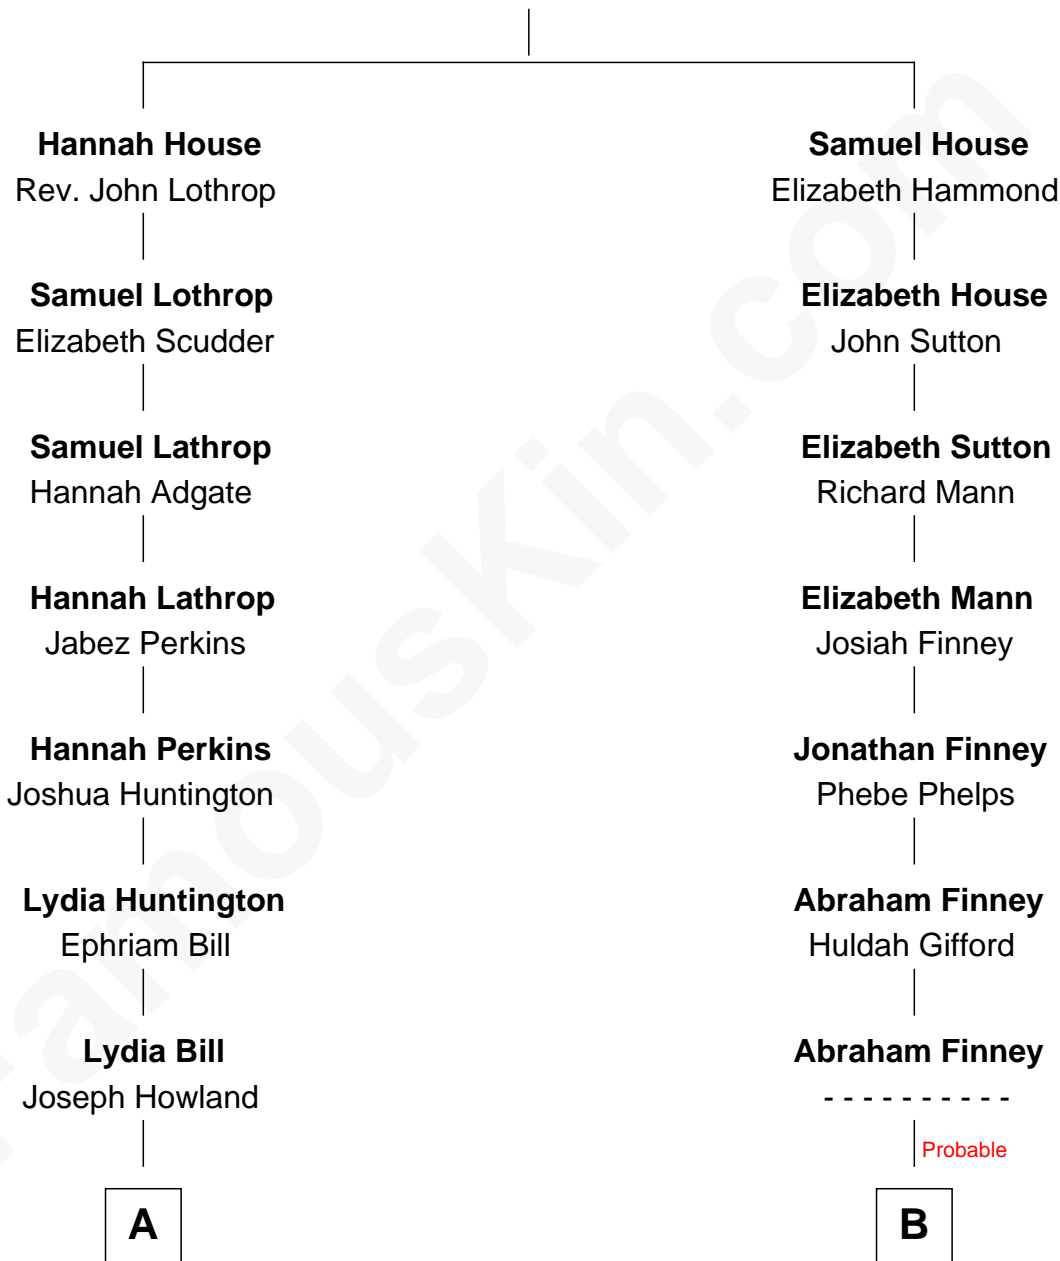 Hannah House
Rev. John Lothrop
Samuel Lothrop
Elizabeth Scudder
Samuel Lathrop
Hannah Adgate
Hannah Lathrop
Jabez Perkins
Hannah Perkins
Joshua Huntington
Lydia Huntington
Ephriam Bill
Lydia Bill
Joseph Howland
A
Samuel House
Elizabeth Hammond
Elizabeth House
John Sutton
Elizabeth Sutton
Richard Mann
Elizabeth Mann
Josiah Finney
Jonathan Finney
Phebe Phelps
Abraham Finney
Huldah Gifford
Abraham Finney
- - - - - - - - - -
Probable
B
FamousKin.com